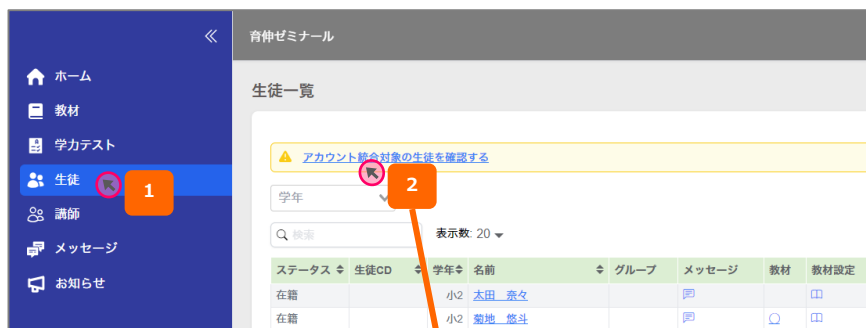 育伸ゼミナール
ホーム
教材
学力テスト
生徒
1
講師
メッセージ
お知らせ
生徒一覧
アカウント統合対象の生徒を確認する
2
学年
検索
表示数: 20
ステータス 生徒CD 学年 名前 グループ メッセージ 教材 教材設定
在籍 小2 太田 奈々
在籍 小2 菊地 悠斗